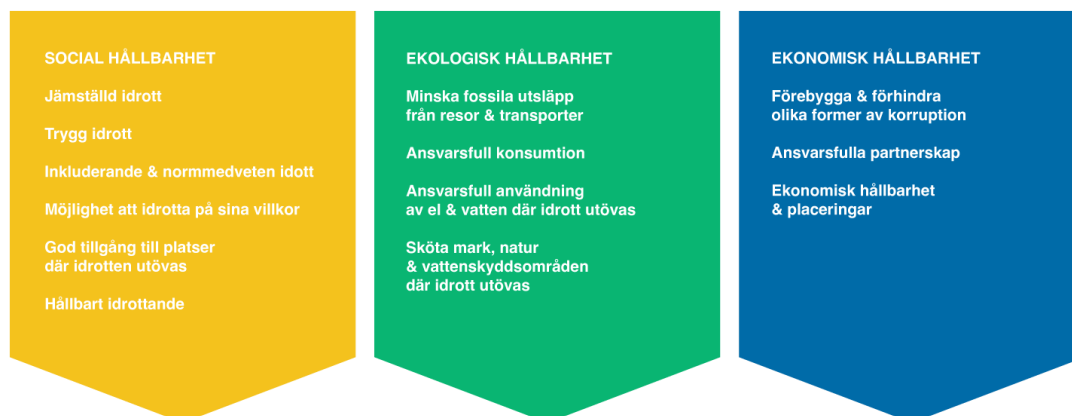 SOCIAL HÅLLBARHET
Jämställd idrott
Trygg idrott
Inkluderande & normmedveten idott
Möjlighet att idrotta på sina villkor
God tillgång till platser
där idrotten utövas
Hållbart idrottande
EKOLOGISK HÅLLBARHET
Minska fossila utsläpp
från resor & transporter
Ansvarsfull konsumtion
Ansvarsfull användning
av el & vatten där idrott utövas
Sköta mark, natur
& vattenskyddsområden
där idrott utövas
EKONOMISK HÅLLBARHET
Förebygga & förhindra
olika former av korruption
Ansvarsfulla partnerskap
Ekonomisk hållbarhet
& placeringar